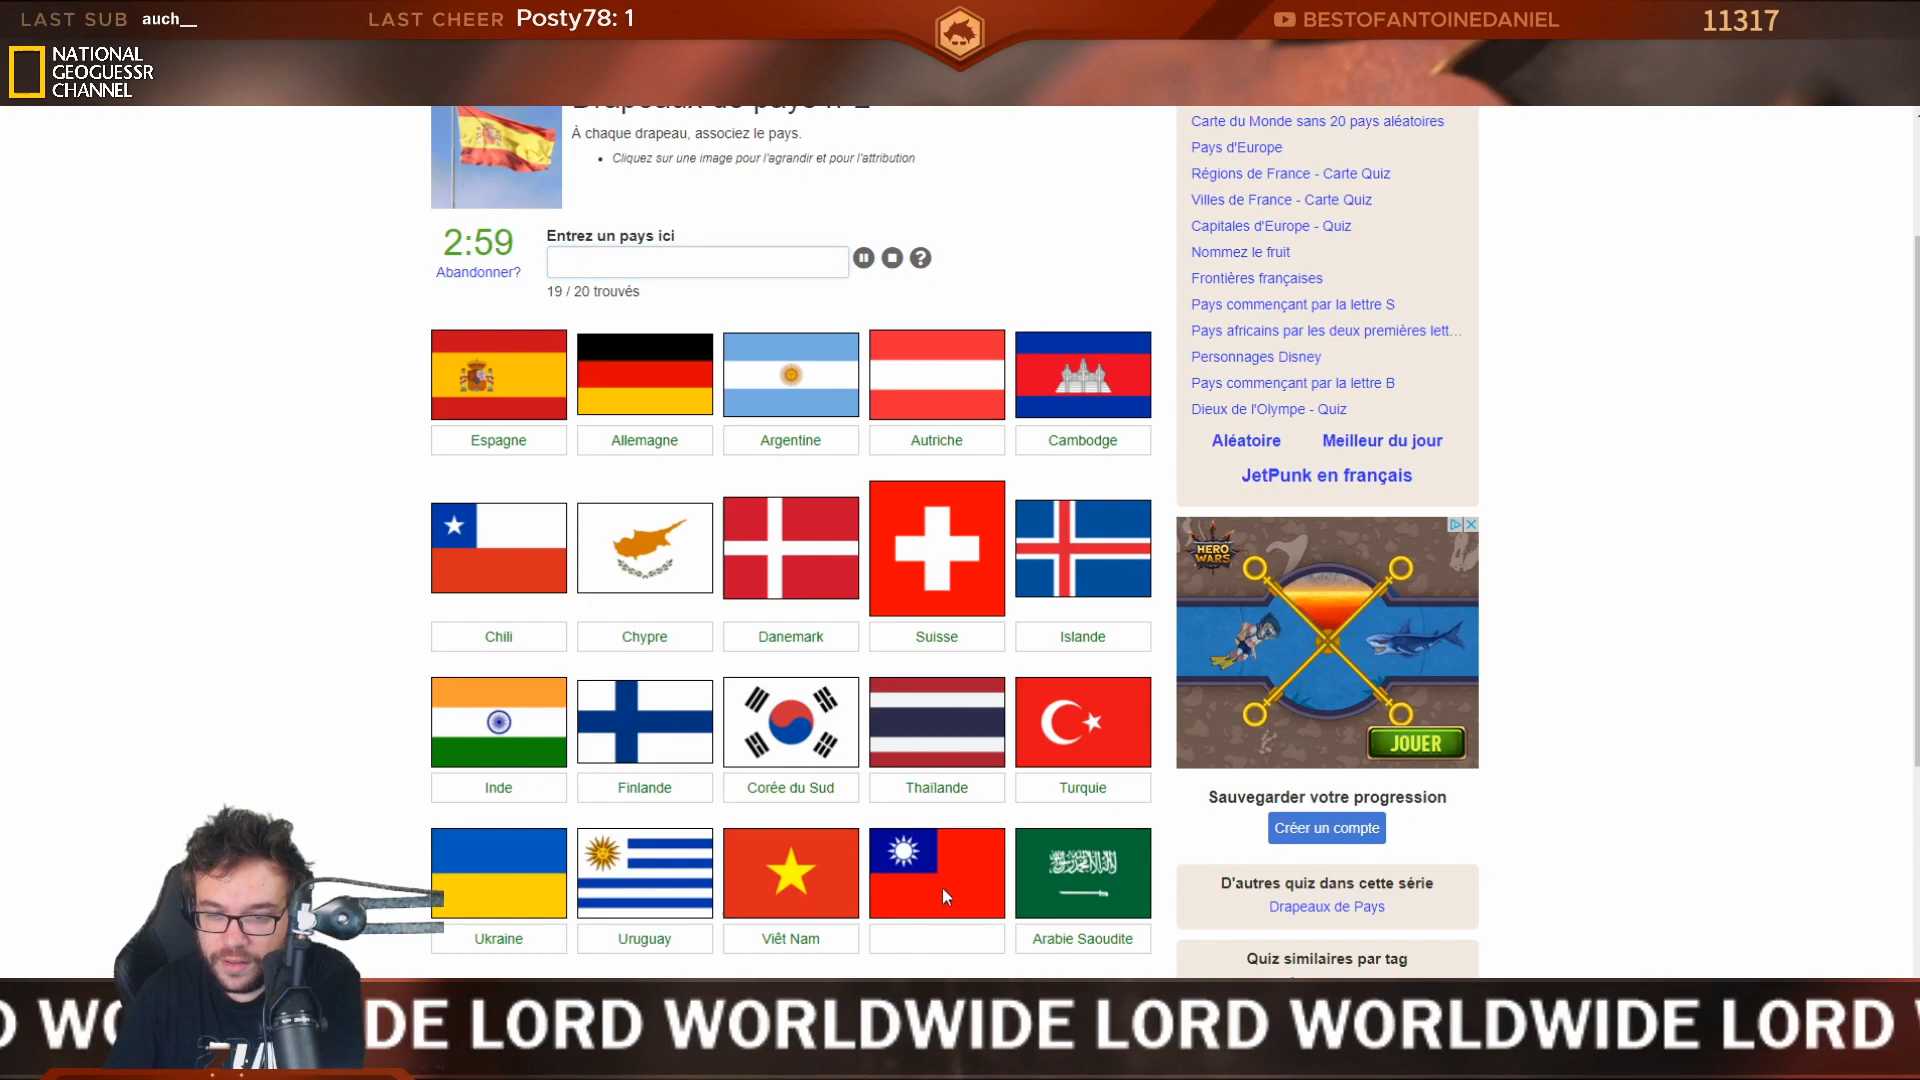 LAST SUB auch__
LAST CHEER Posty78: 1
BESTOFANTOINEDANIEL
11317
NATIONAL
GEOGUESSR
CHANNEL
À chaque drapeau, associez le pays.
• Cliquez sur une image pour l'agrandir et pour l'attribution
2:59
Abandonner?
Entrez un pays ici
19 / 20 trouvés
Espagne
Allemagne
Argentine
Autriche
Cambodge
Chili
Chypre
Danemark
Suisse
Islande
Inde
Finlande
Corée du Sud
Thaïlande
Turquie
Ukraine
Uruguay
Viêt Nam
Arabie Saoudite
Carte du Monde sans 20 pays aléatoires
Pays d'Europe
Régions de France - Carte Quiz
Villes de France - Carte Quiz
Capitales d'Europe - Quiz
Nommez le fruit
Frontières françaises
Pays commençant par la lettre S
Pays africains par les deux premières lett...
Personnages Disney
Pays commençant par la lettre B
Dieux de l'Olympe - Quiz
Aléatoire
Meilleur du jour
JetPunk en français
HERO
WARS
JOUER
Sauvegarder votre progression
Créer un compte
D'autres quiz dans cette série
Drapeaux de Pays
Quiz similaires par tag
DE LORD WORLDWIDE LORD WORLDWIDE LORD